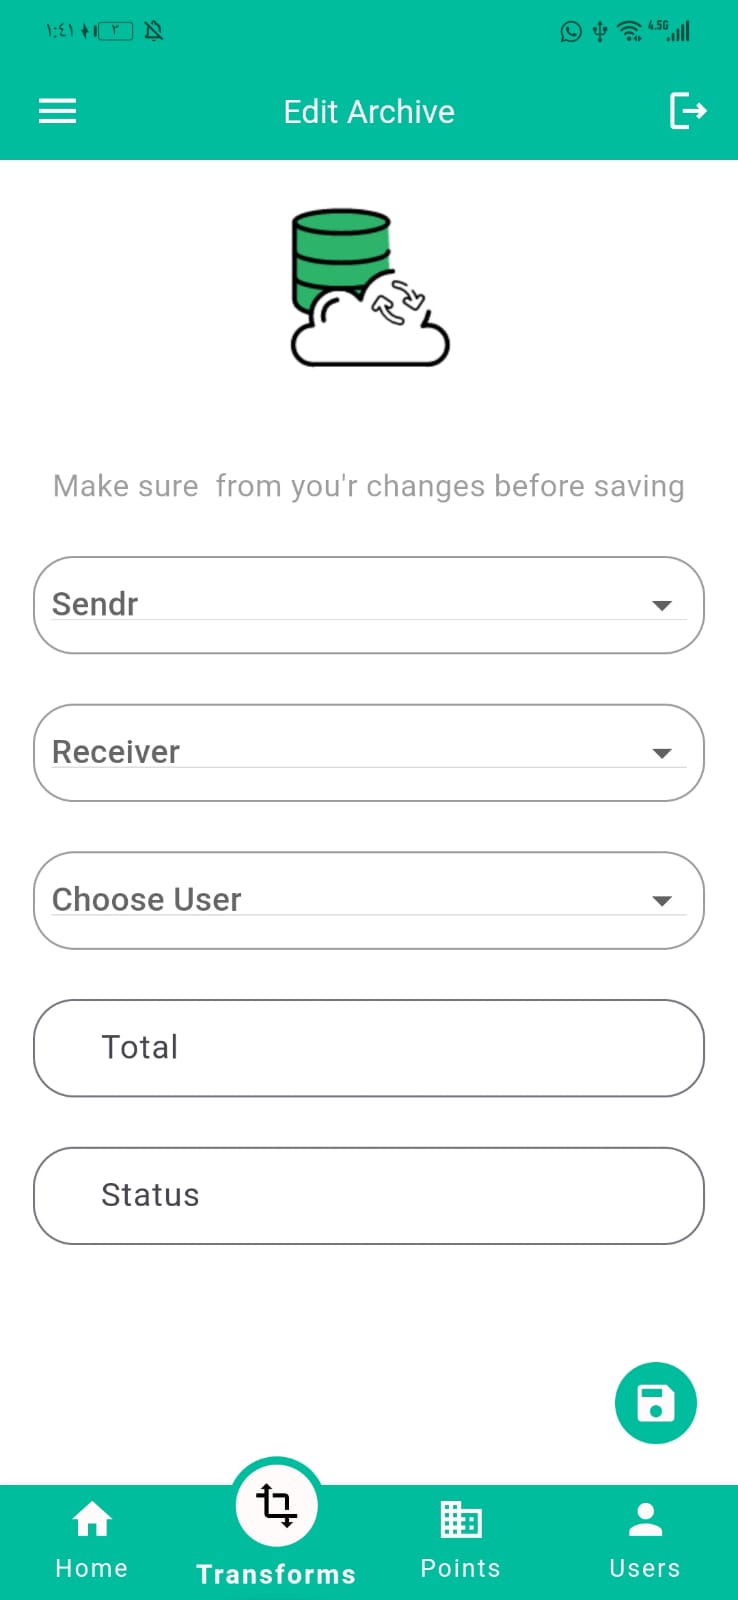 ١:٤١ ٣ 4.5G
Edit Archive
Make sure  from you'r changes before saving
Sendr
Receiver
Choose User
Total
Status
Home Transforms Points Users